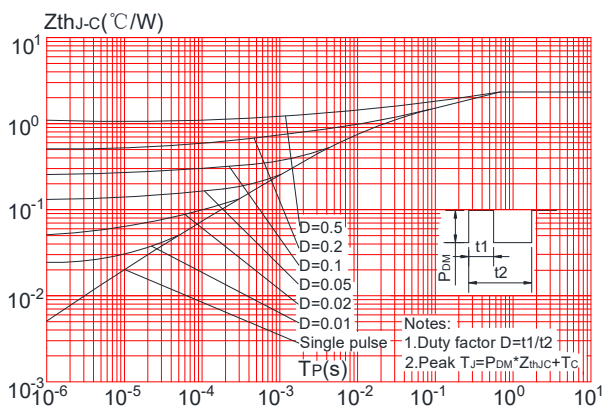 ZthJ-C(℃/W)
10¹
10⁰
10⁻¹
10⁻²
10⁻³
D=0.5
D=0.2
D=0.1
D=0.05
D=0.02
D=0.01
Single pulse
TP(s)
PDM
t1
t2
Notes:
1.Duty factor D=t1/t2
2.Peak TJ=PDM*ZthJC+TC
10⁻⁶ 10⁻⁵ 10⁻⁴ 10⁻³ 10⁻² 10⁻¹ 10⁰ 10¹